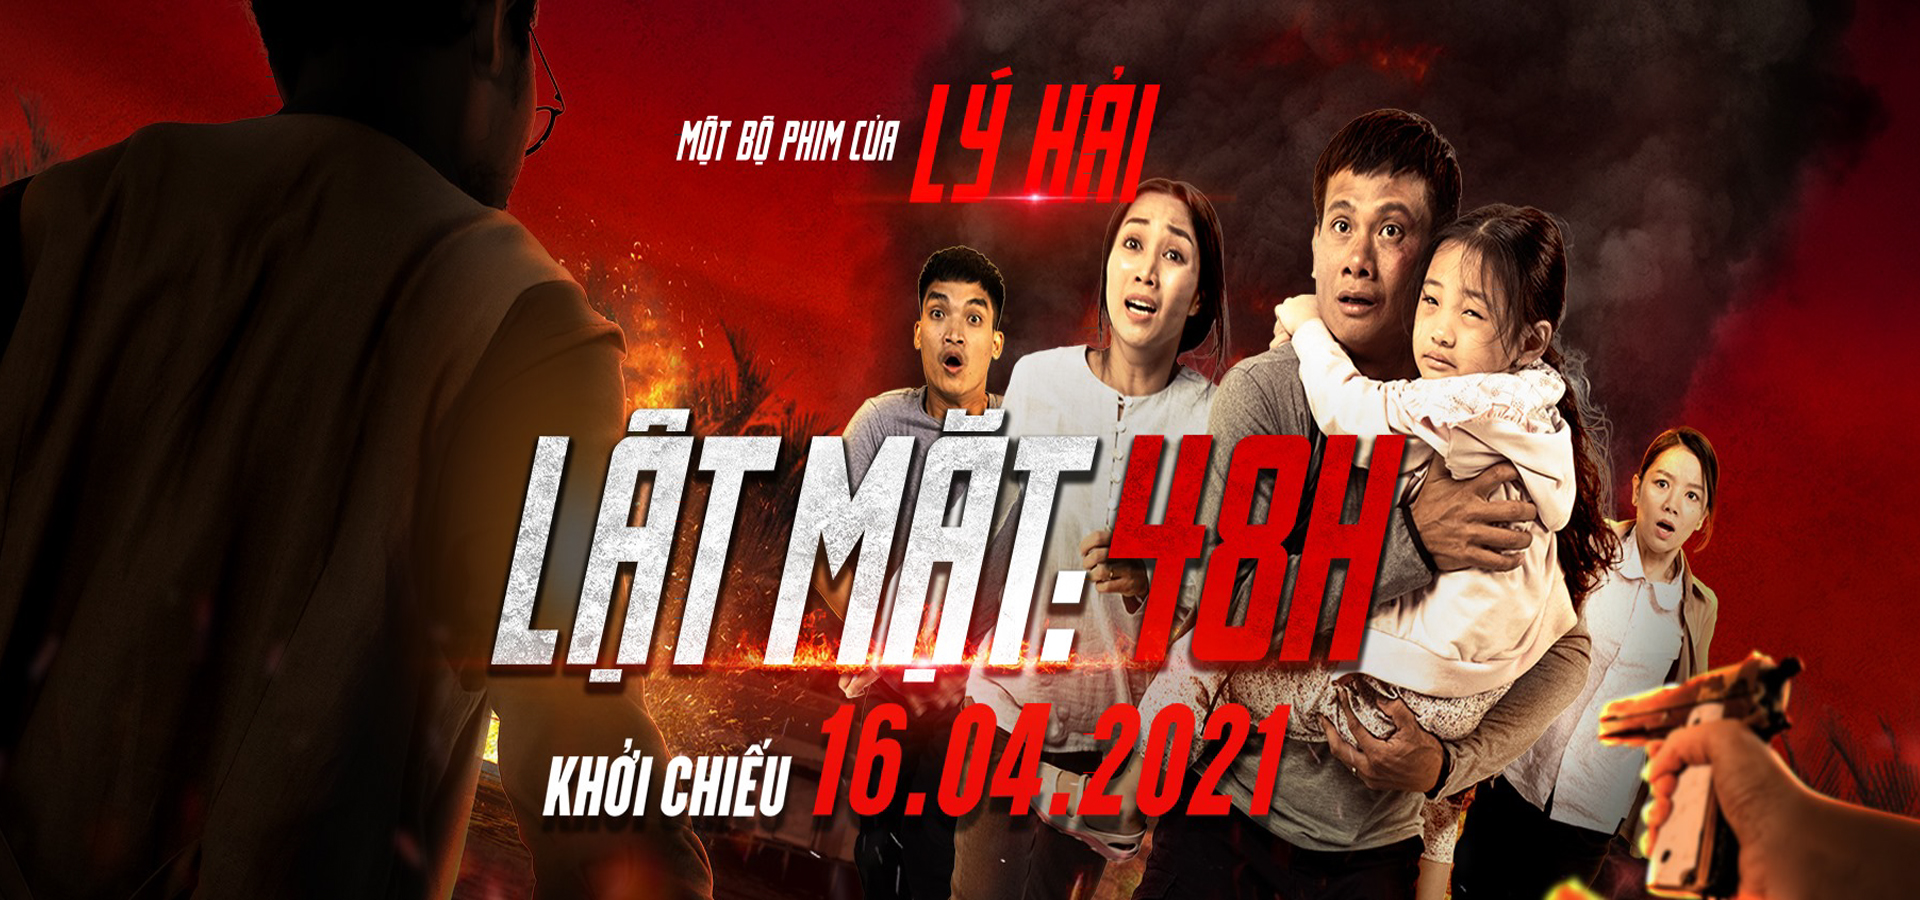 MỘT BỘ PHIM CỦA LÝ HẢI
LẬT MẶT: 48H
KHỞI CHIẾU 16.04.2021